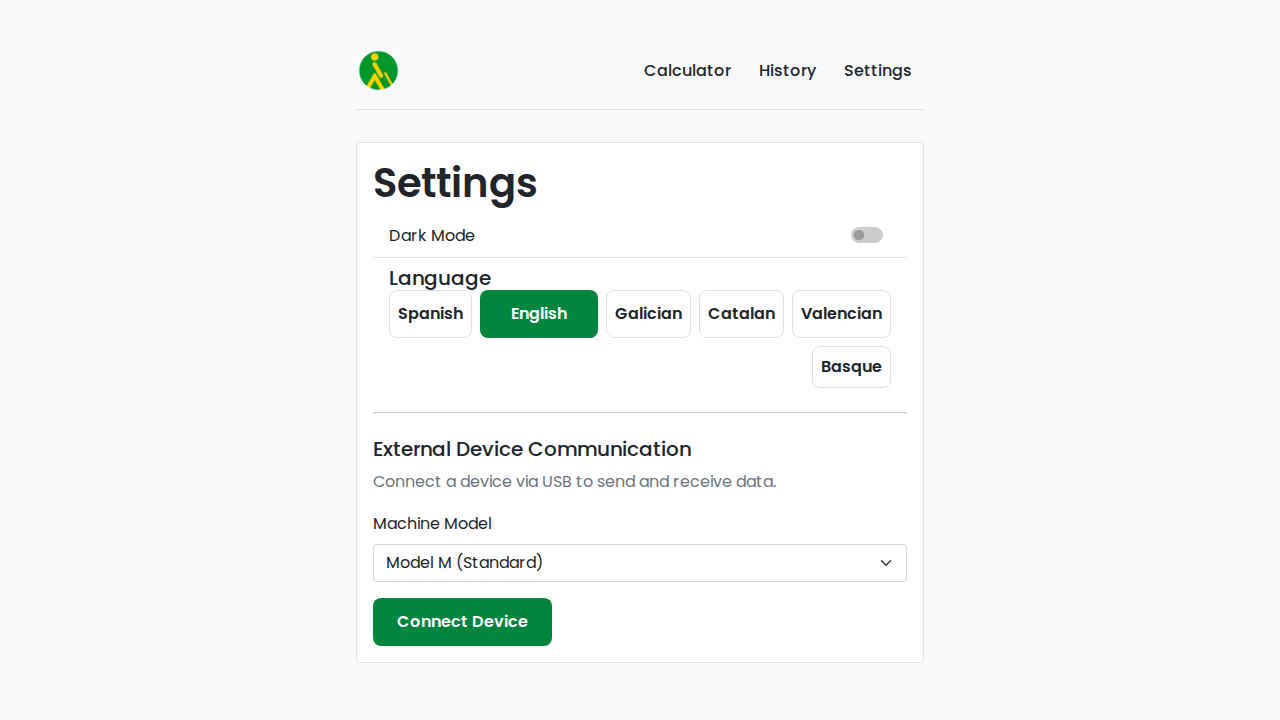 Calculator History Settings
Settings
Dark Mode
Language
Spanish English Galician Catalan Valencian
Basque
External Device Communication
Connect a device via USB to send and receive data.
Machine Model
Model M (Standard)
Connect Device